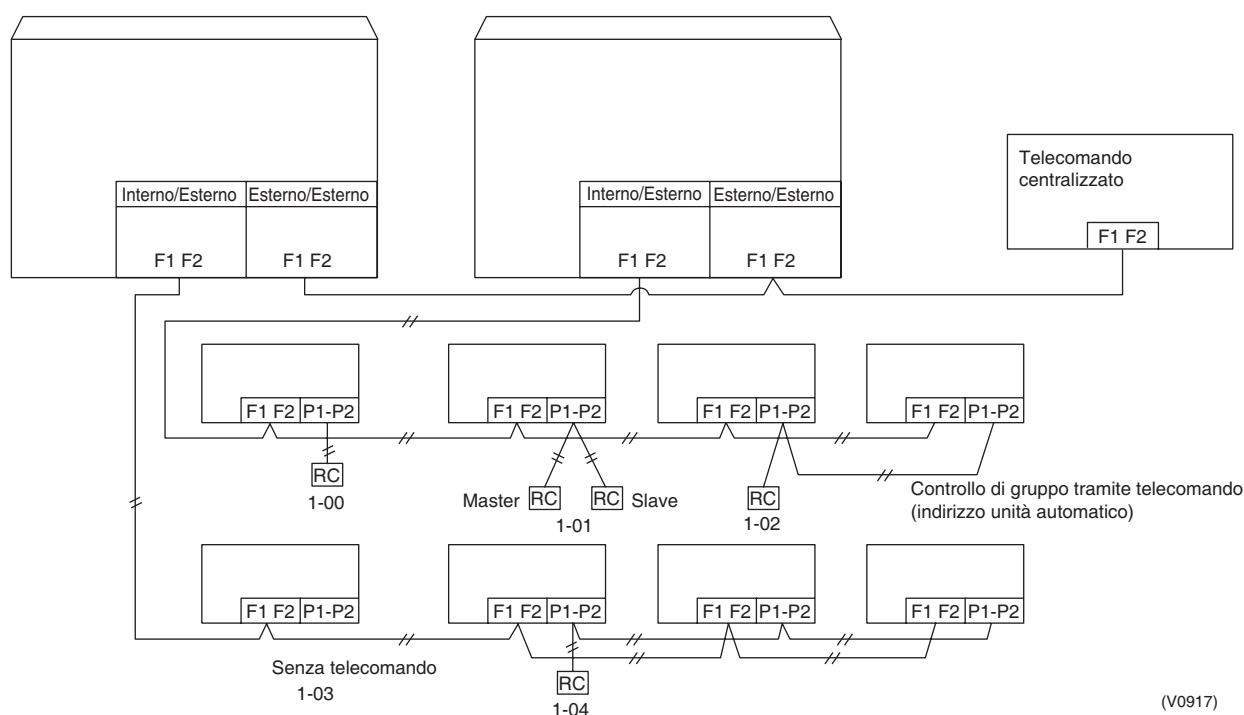 Interno/Esterno Esterno/Esterno
F1 F2 F1 F2
Interno/Esterno Esterno/Esterno
F1 F2 F1 F2
Telecomando
centralizzato
F1 F2
F1 F2 P1-P2
RC
1-00
F1 F2 P1-P2
Master RC RC Slave
1-01
F1 F2 P1-P2
RC
1-02
F1 F2 P1-P2
Controllo di gruppo tramite telecomando
(indirizzo unità automatico)
F1 F2 P1-P2
Senza telecomando
1-03
F1 F2 P1-P2
RC
1-04
F1 F2 P1-P2
F1 F2 P1-P2
(V0917)